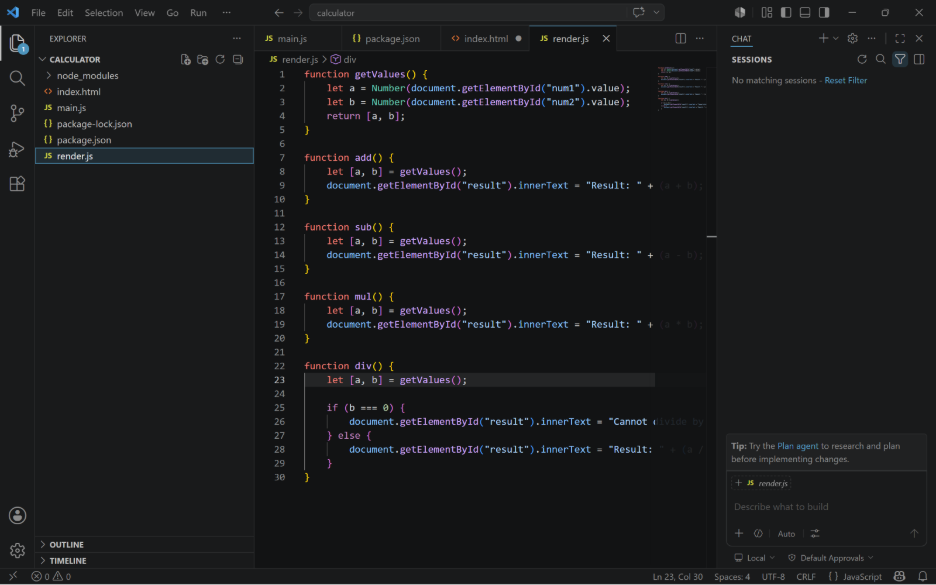 File Edit Selection View Go Run ··· calculator
EXPLORER ···
CALCULATOR
node_modules
index.html
main.js
package-lock.json
package.json
render.js
OUTLINE
TIMELINE
1
JS main.js {} package.json <> index.html JS render.js
JS render.js > div
1 function getValues() {
2 let a = Number(document.getElementById("num1").value);
3 let b = Number(document.getElementById("num2").value);
4 return [a, b];
5 }
6
7 function add() {
8 let [a, b] = getValues();
9 document.getElementById("result").innerText = "Result: " + (a + b);
10 }
11
12 function sub() {
13 let [a, b] = getValues();
14 document.getElementById("result").innerText = "Result: " + (a - b);
15 }
16
17 function mul() {
18 let [a, b] = getValues();
19 document.getElementById("result").innerText = "Result: " + (a * b);
20 }
21
22 function div() {
23 let [a, b] = getValues();
24
25 if (b === 0) {
26 document.getElementById("result").innerText = "Cannot divide by
27 } else {
28 document.getElementById("result").innerText = "Result: " + (a /
29 }
30 }
CHAT
SESSIONS
No matching sessions - Reset Filter
Tip: Try the Plan agent to research and plan
before implementing changes.
+ JS render.js
Describe what to build
Auto
Local Default Approvals
0 0 Ln 23, Col 30 Spaces: 4 UTF-8 CRLF {} JavaScript